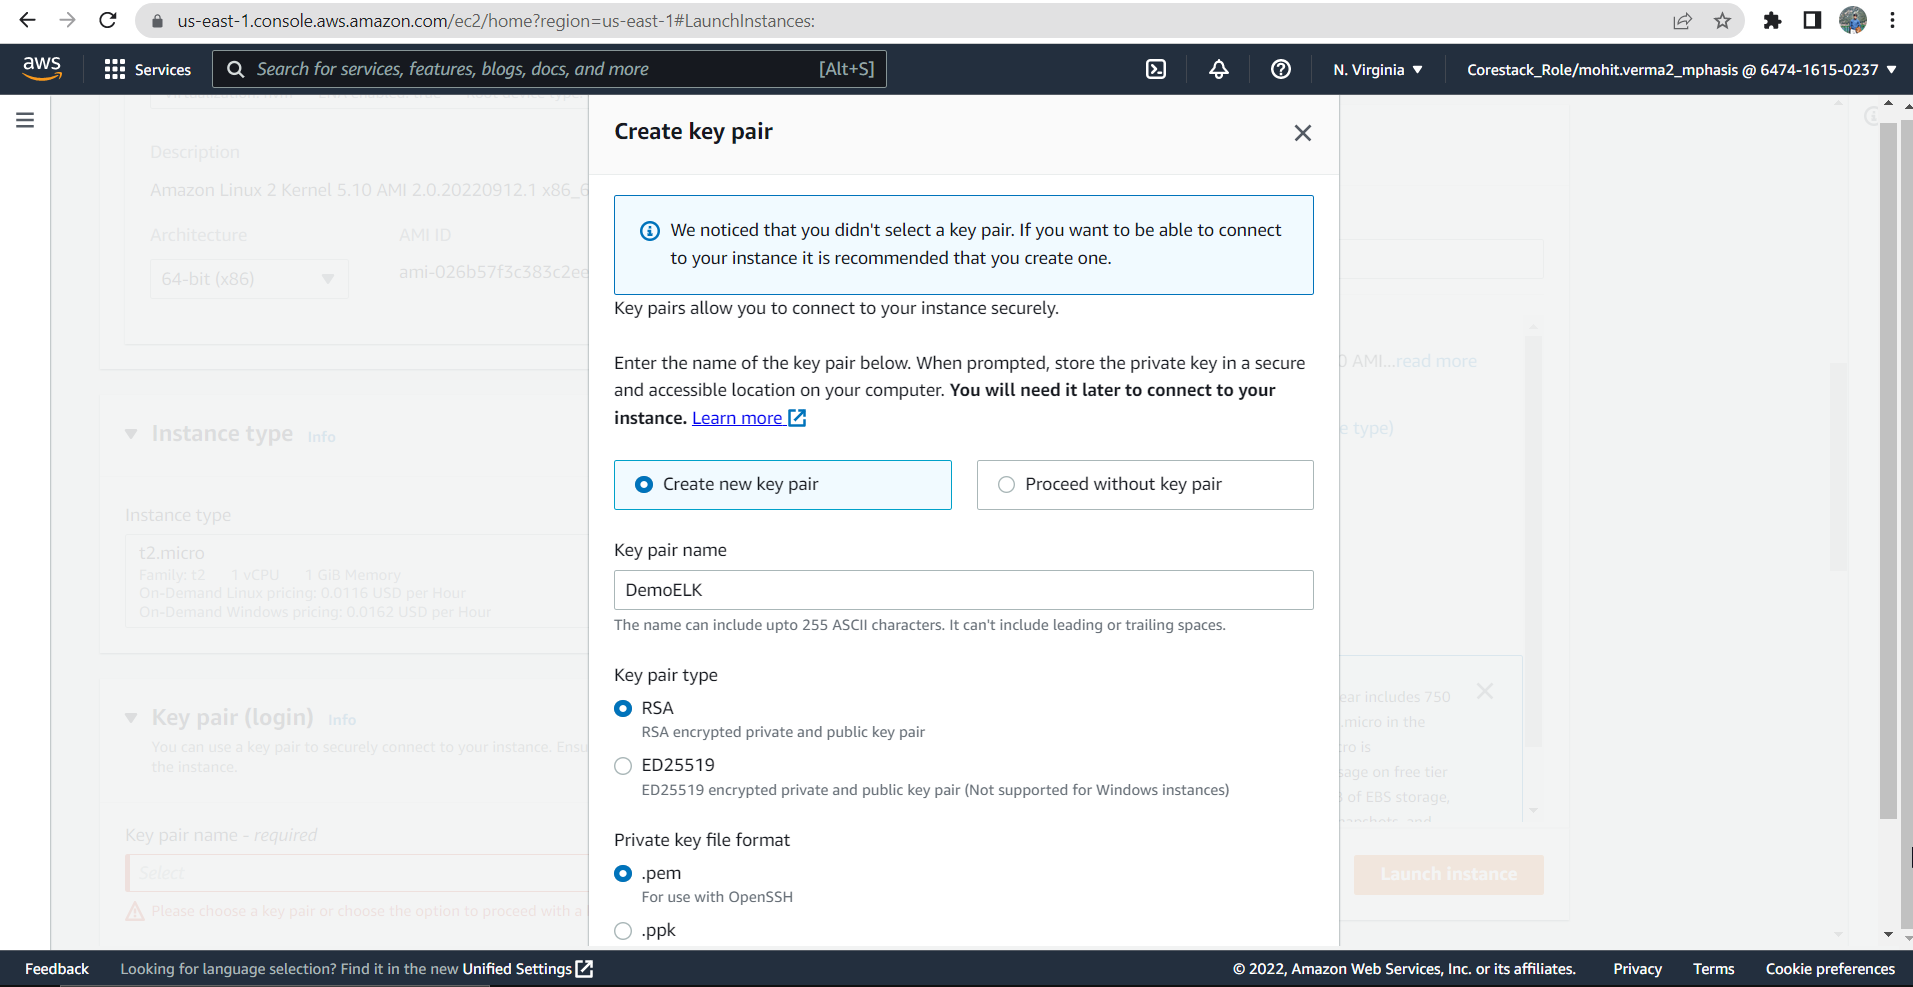 us-east-1.console.aws.amazon.com/ec2/home?region=us-east-1#LaunchInstances:
aws
Services
Search for services, features, blogs, docs, and more
[Alt+S]
N. Virginia
Corestack_Role/mohit.verma2_mphasis @ 6474-1615-0237
Description
Amazon Linux 2 Kernel 5.10 AMI 2.0.20220912.1 x86_6
Architecture
AMI ID
64-bit (x86)
ami-026b57f3c383c2ee
Instance type Info
Instance type
t2.micro
Family: t2 1 vCPU 1 GiB Memory
On-Demand Linux pricing: 0.0116 USD per Hour
On-Demand Windows pricing: 0.0162 USD per Hour
Key pair (login) Info
You can use a key pair to securely connect to your instance. Ensu
the instance.
Key pair name - required
Select
Please choose a key pair or choose the option to proceed with a
Create key pair
We noticed that you didn't select a key pair. If you want to be able to connect
to your instance it is recommended that you create one.
Key pairs allow you to connect to your instance securely.
Enter the name of the key pair below. When prompted, store the private key in a secure
and accessible location on your computer. You will need it later to connect to your
instance. Learn more
Create new key pair
Proceed without key pair
Key pair name
DemoELK
The name can include upto 255 ASCII characters. It can't include leading or trailing spaces.
Key pair type
RSA
RSA encrypted private and public key pair
ED25519
ED25519 encrypted private and public key pair (Not supported for Windows instances)
Private key file format
.pem
For use with OpenSSH
.ppk
0 AMI...read more
e type)
ear includes 750
.micro in the
cro is
sage on free tier
of EBS storage,
Launch instance
Feedback
Looking for language selection? Find it in the new Unified Settings
© 2022, Amazon Web Services, Inc. or its affiliates.
Privacy
Terms
Cookie preferences